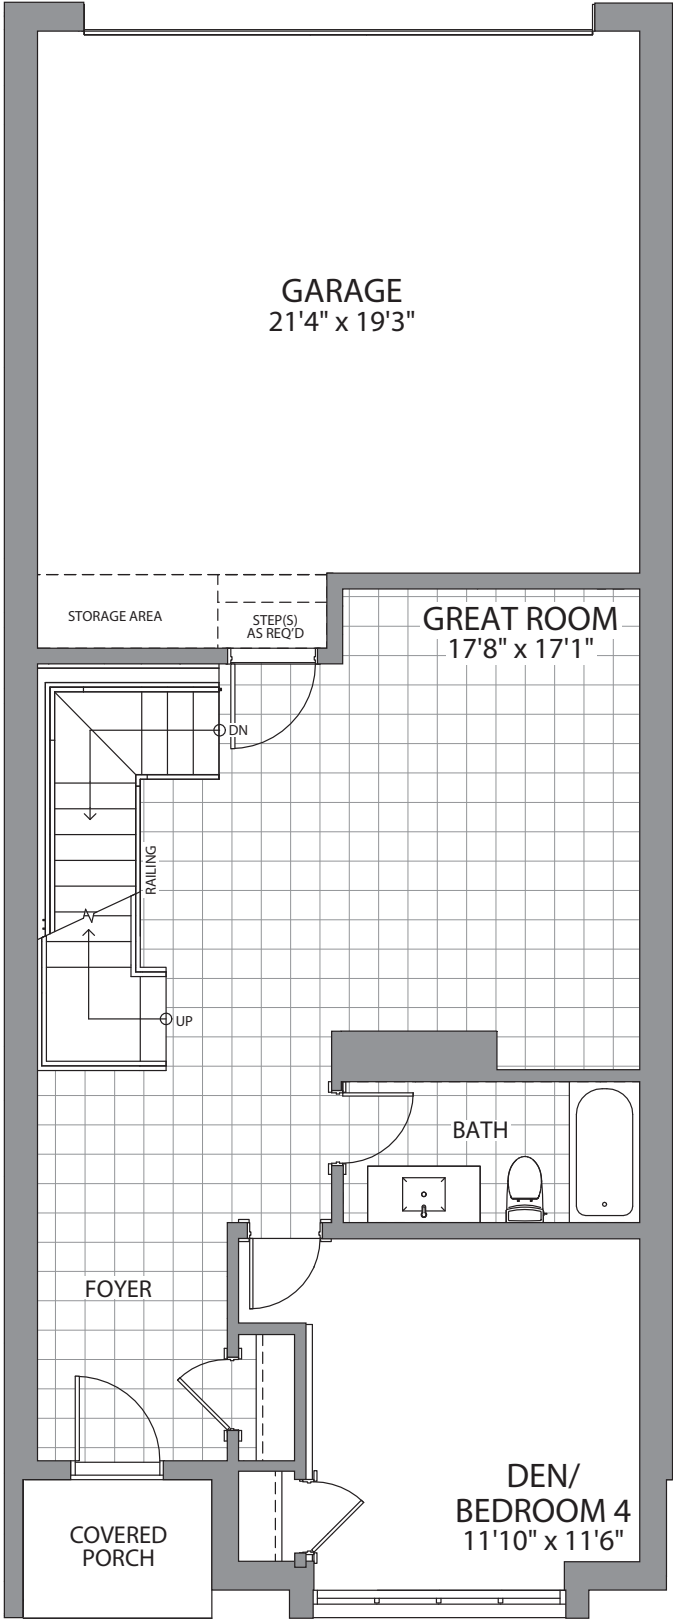 GARAGE
21'4" x 19'3"
STORAGE AREA
STEP(S)
AS REQ'D
GREAT ROOM
17'8" x 17'1"
DN
RAILING
UP
BATH
FOYER
DEN/
BEDROOM 4
11'10" x 11'6"
COVERED
PORCH